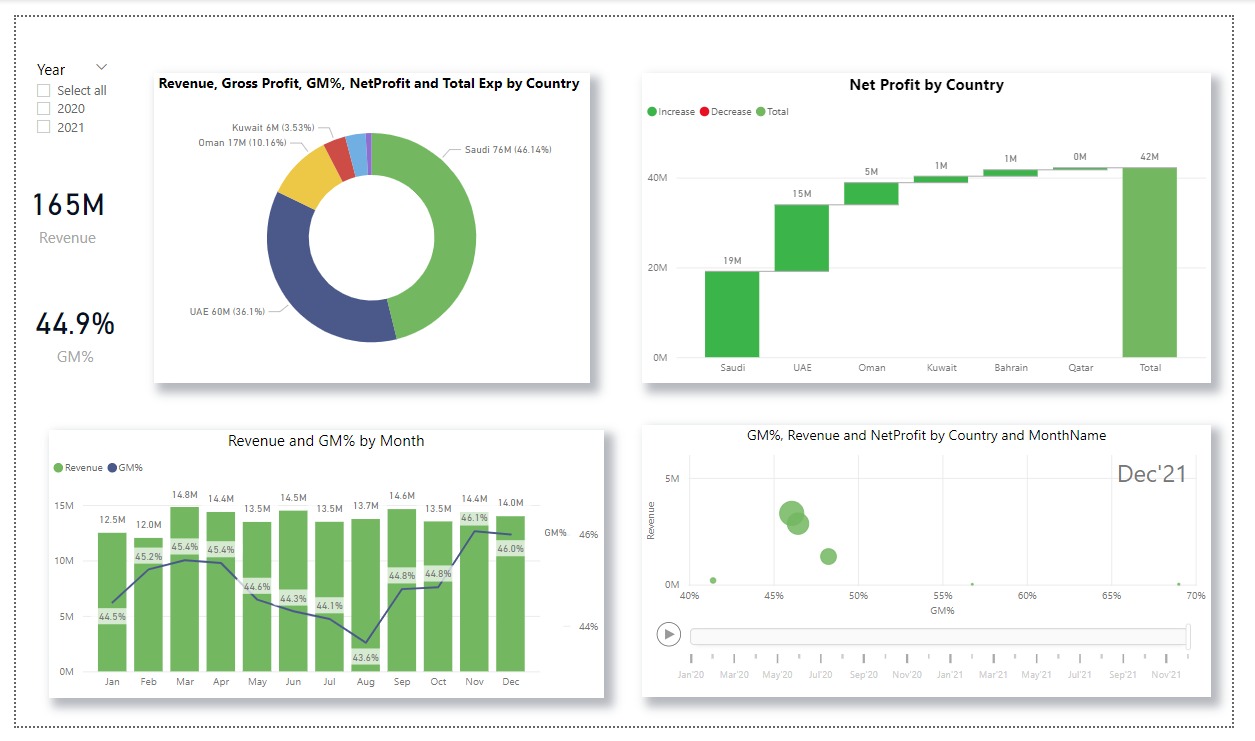 Year
Select all
2020
2021
165M
Revenue
44.9%
GM%
Revenue, Gross Profit, GM%, NetProfit and Total Exp by Country
Kuwait 6M (3.53%)
Oman 17M (10.16%)
Saudi 76M (46.14%)
UAE 60M (36.1%)
Net Profit by Country
Increase Decrease Total
40M
20M
0M
19M 15M 5M 1M 1M 0M 42M
Saudi UAE Oman Kuwait Bahrain Qatar Total
Revenue and GM% by Month
Revenue GM%
15M
10M
5M
0M
12.5M 12.0M 14.8M 14.4M 13.5M 14.5M 13.5M 13.7M 14.6M 13.5M 14.4M 14.0M
44.5% 45.2% 45.4% 45.4% 44.6% 44.3% 44.1% 43.6% 44.8% 44.8% 46.1% 46.0%
GM% 46%
44%
Jan Feb Mar Apr May Jun Jul Aug Sep Oct Nov Dec
GM%, Revenue and NetProfit by Country and MonthName
Dec'21
Revenue
5M
0M
40% 45% 50% 55% 60% 65% 70%
GM%
Jan'20 Mar'20 May'20 Jul'20 Sep'20 Nov'20 Jan'21 Mar'21 May'21 Jul'21 Sep'21 Nov'21